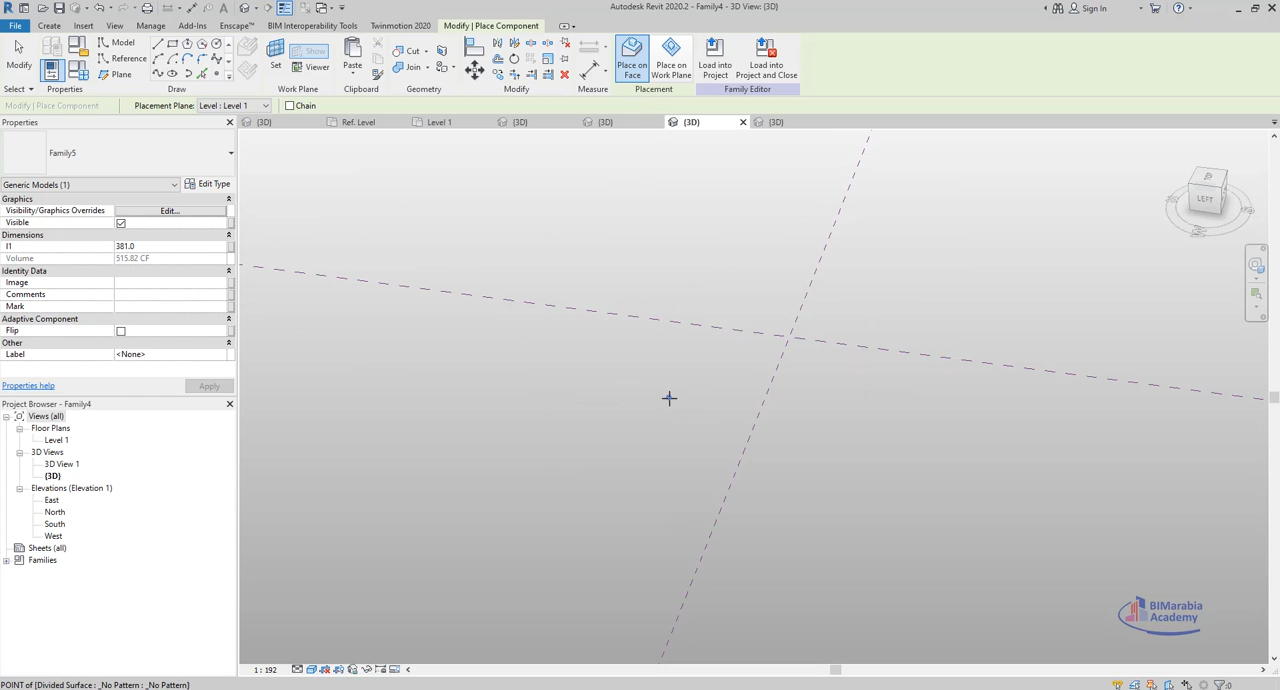 Autodesk Revit 2020.2 - Family4 - 3D View: {3D}
Sign In
File Create Insert View Manage Add-Ins Enscape™ BIM Interoperability Tools Twinmotion 2020 Modify | Place Component
Modify
Model
Reference
Plane
Set
Show
Viewer
Paste
Cut
Join
Place on Face
Place on Work Plane
Load into Project
Load into Project and Close
Select Properties Draw Work Plane Clipboard Geometry Modify Measure Placement Family Editor
Modify | Place Component Placement Plane: Level : Level 1 Chain
Properties
{3D} Ref. Level Level 1 {3D} {3D} {3D} {3D}
Family5
Generic Models (1) Edit Type
Graphics
Visibility/Graphics Overrides Edit...
Visible
Dimensions
l1 381.0
Volume 515.82 CF
Identity Data
Image
Comments
Mark
Adaptive Component
Flip
Other
Label <None>
Properties help Apply
Project Browser - Family4
Views (all)
Floor Plans
Level 1
3D Views
3D View 1
{3D}
Elevations (Elevation 1)
East
North
South
West
Sheets (all)
Families
LEFT
BIMarabia
Academy
1 : 192
POINT of [Divided Surface : _No Pattern : _No Pattern]
:0